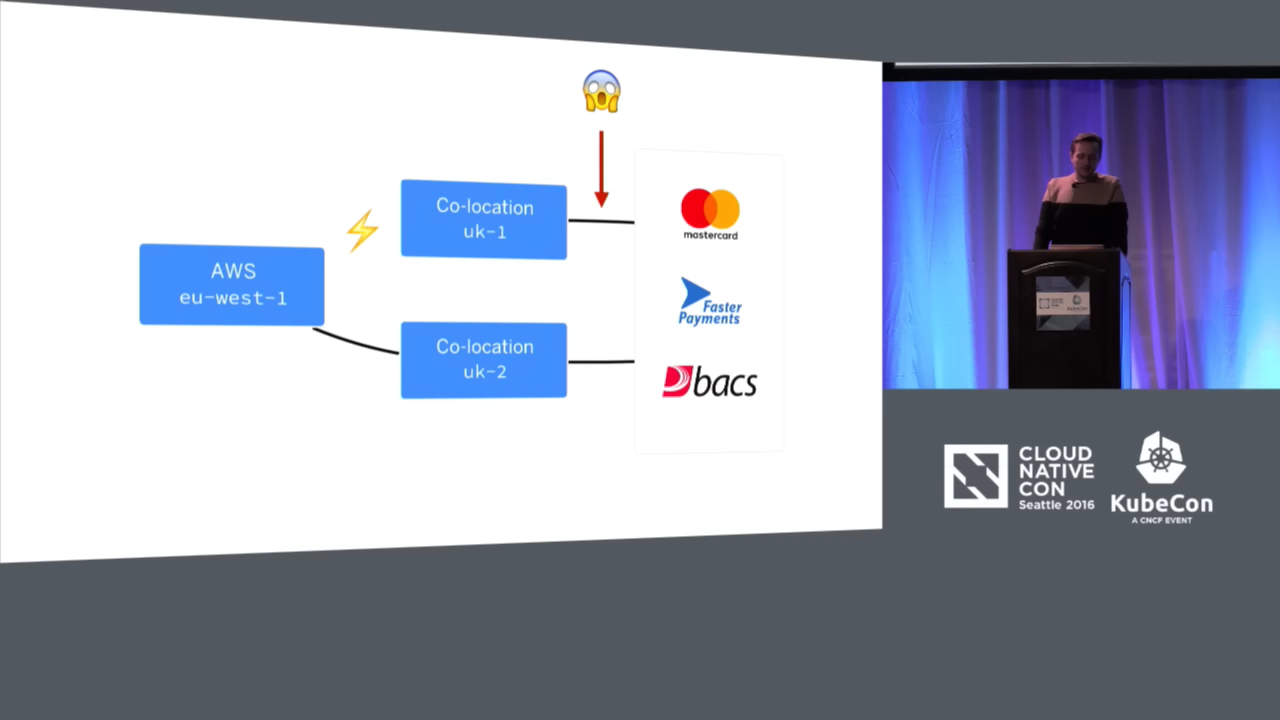 AWS
eu-west-1
Co-location
uk-1
Co-location
uk-2
mastercard
Faster
Payments
bacs
CLOUD
NATIVE
CON
Seattle 2016
KubeCon
A CNCF EVENT